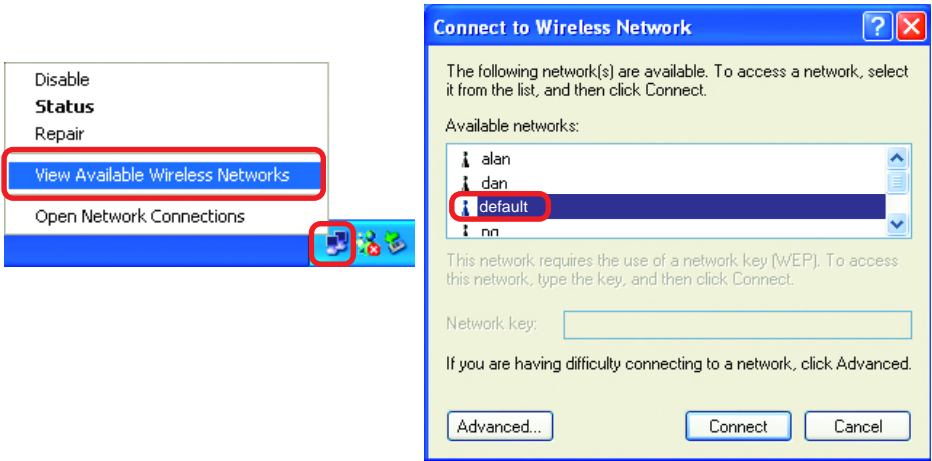 Disable
Status
Repair
View Available Wireless Networks
Open Network Connections
Connect to Wireless Network
The following network(s) are available. To access a network, select
it from the list, and then click Connect.
Available networks:
alan
dan
default
This network requires the use of a network key (WEP). To access
this network, type the key, and then click Connect.
Network key:
If you are having difficulty connecting to a network, click Advanced.
Advanced...
Connect
Cancel